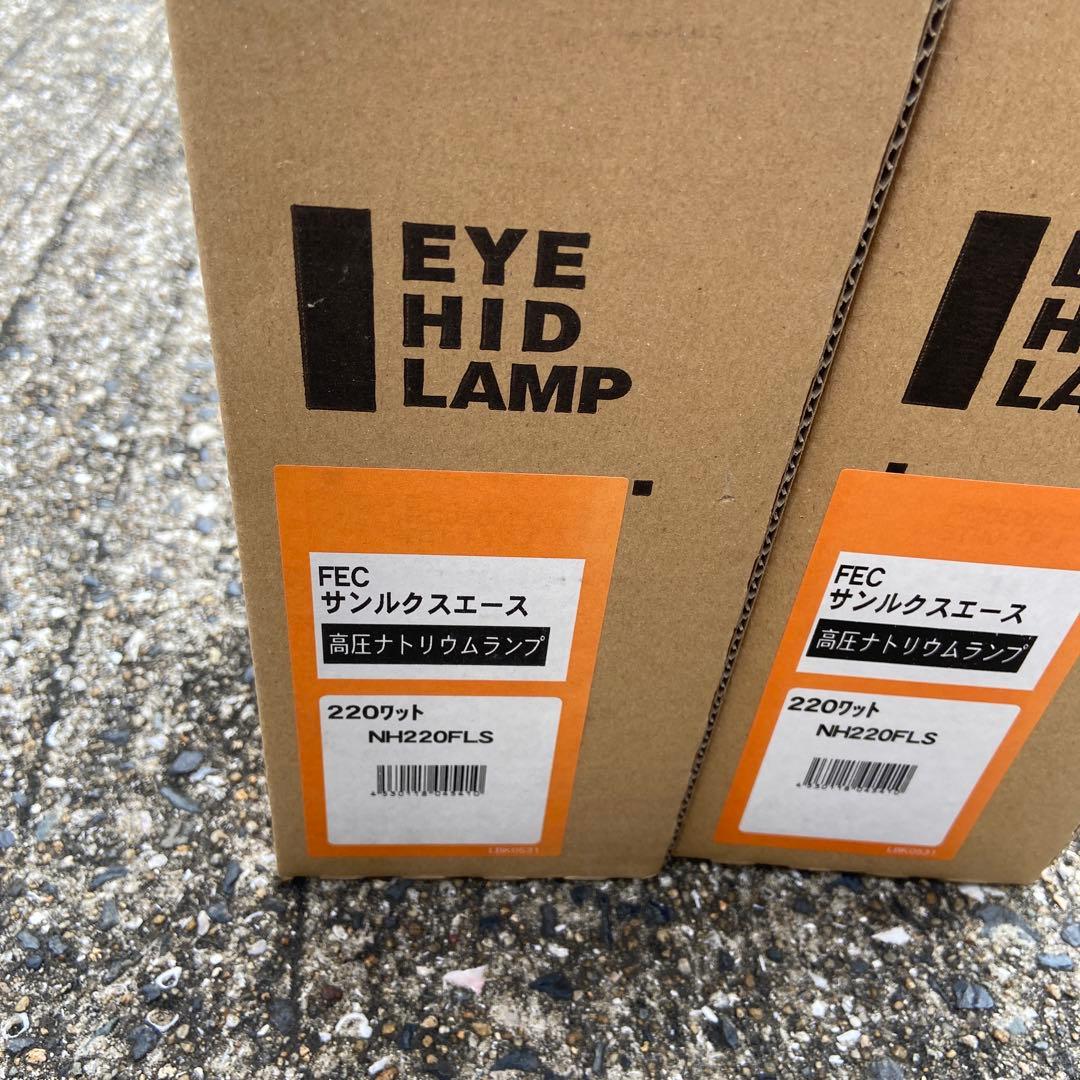 EYE
HID
LAMP
FEC
サンルクスエース
高圧ナトリウムランプ
220ワット
NH220FLS
LBK0531
FEC
サンルクスエース
高圧ナトリウムランプ
220ワット
NH220FLS
LBK0531